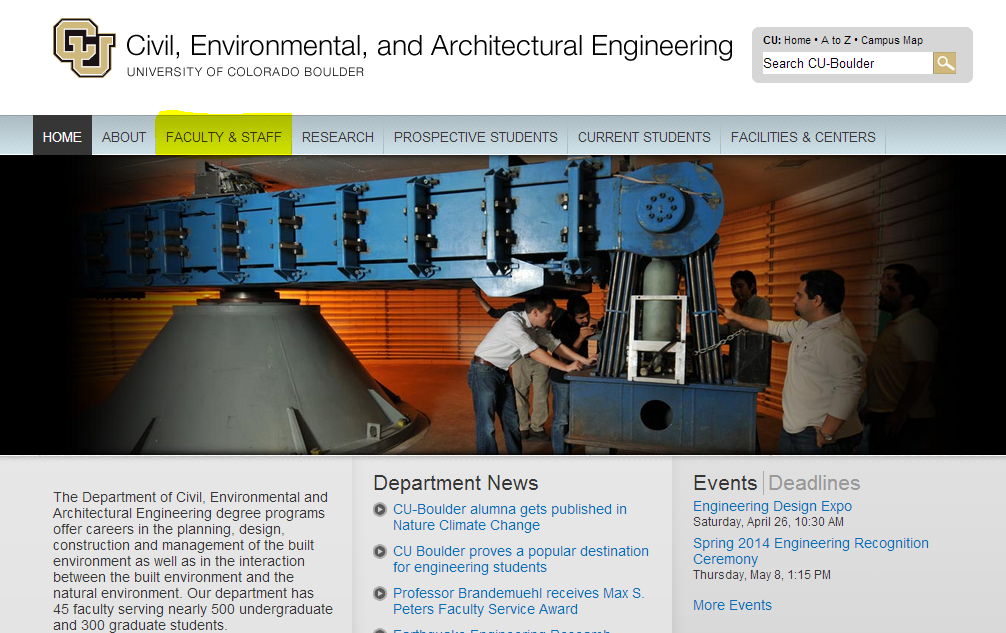 CU
Civil, Environmental, and Architectural Engineering
UNIVERSITY OF COLORADO BOULDER
CU: Home • A to Z • Campus Map
Search CU-Boulder
HOME ABOUT FACULTY & STAFF RESEARCH PROSPECTIVE STUDENTS CURRENT STUDENTS FACILITIES & CENTERS
The Department of Civil, Environmental and
Architectural Engineering degree programs
offer careers in the planning, design,
construction and management of the built
environment as well as in the interaction
between the built environment and the
natural environment. Our department has
45 faculty serving nearly 500 undergraduate
and 300 graduate students.
Department News
CU-Boulder alumna gets published in
Nature Climate Change
CU Boulder proves a popular destination
for engineering students
Professor Brandemuehl receives Max S.
Peters Faculty Service Award
Earthquake Engineering Research
Events Deadlines
Engineering Design Expo
Saturday, April 26, 10:30 AM
Spring 2014 Engineering Recognition
Ceremony
Thursday, May 8, 1:15 PM
More Events